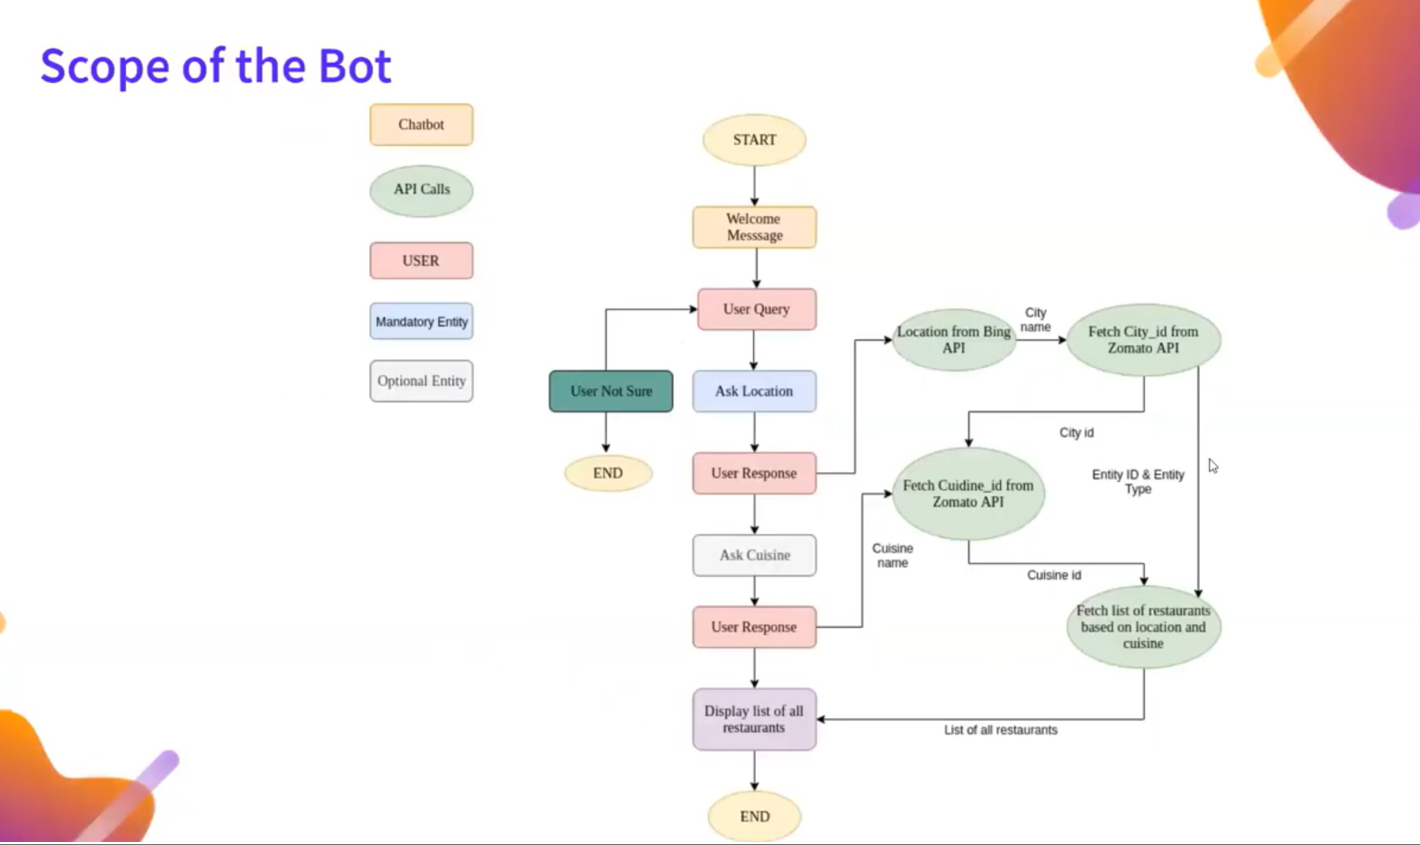 Scope of the Bot
Chatbot
API Calls
USER
Mandatory Entity
Optional Entity
START
Welcome
Messsage
User Query
User Not Sure
END
Ask Location
User Response
Ask Cuisine
User Response
Display list of all
restaurants
END
Location from Bing
API
City
name
Fetch City_id from
Zomato API
City id
Entity ID & Entity
Type
Fetch Cuidine_id from
Zomato API
Cuisine
name
Cuisine id
Fetch list of restaurants
based on location and
cuisine
List of all restaurants